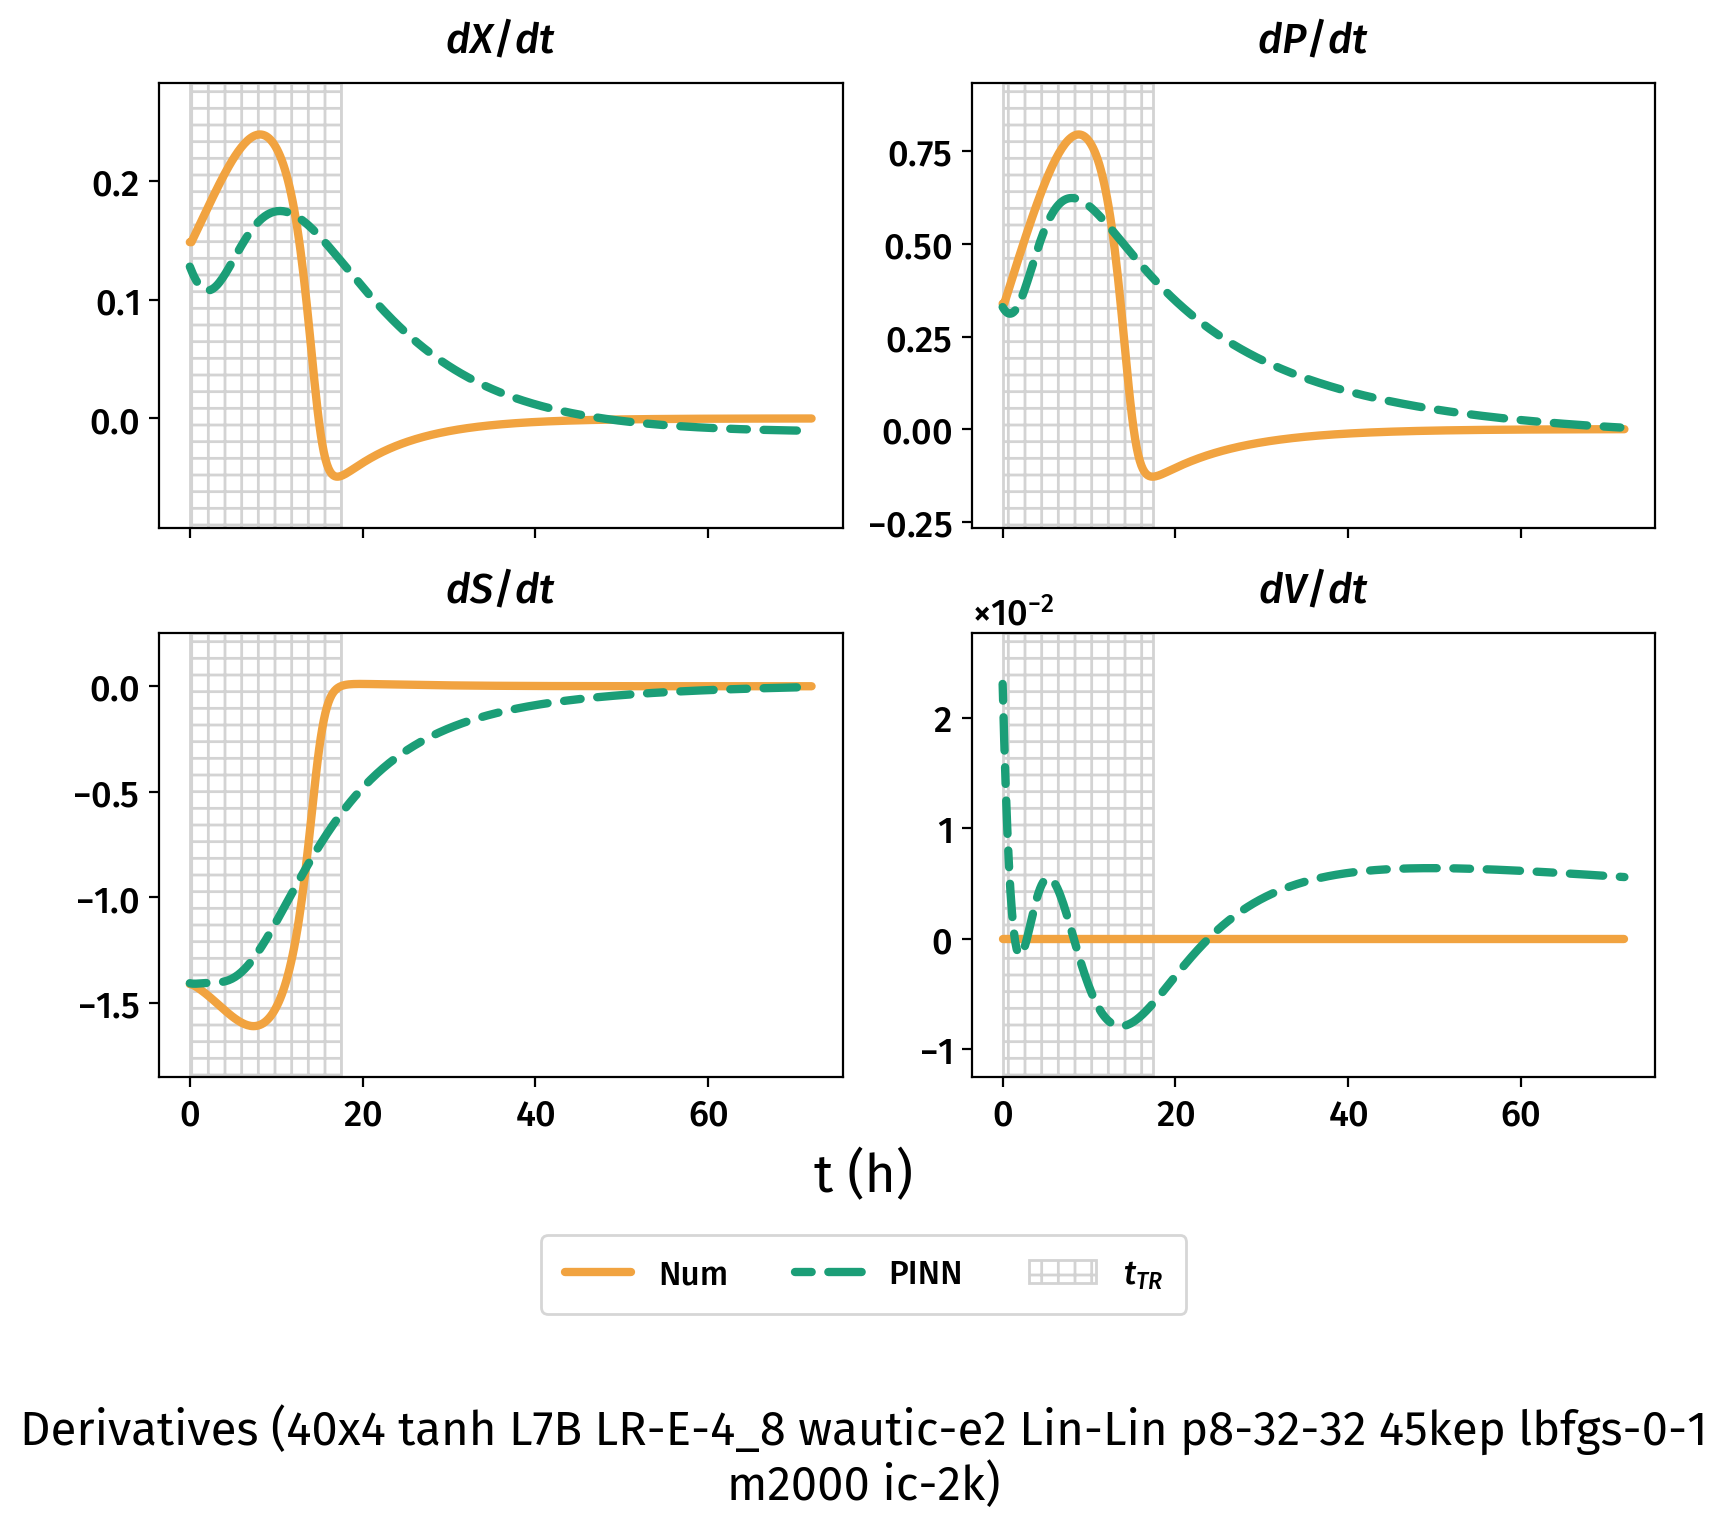 dX/dt
dP/dt
0.2
0.1
0.0
0.75
0.50
0.25
0.00
−0.25
dS/dt
dV/dt
×10⁻²
0.0
−0.5
−1.0
−1.5
2
1
0
−1
0 20 40 60
0 20 40 60
t (h)
Num PINN t_TR
Derivatives (40x4 tanh L7B LR-E-4_8 wautic-e2 Lin-Lin p8-32-32 45kep lbfgs-0-1
m2000 ic-2k)